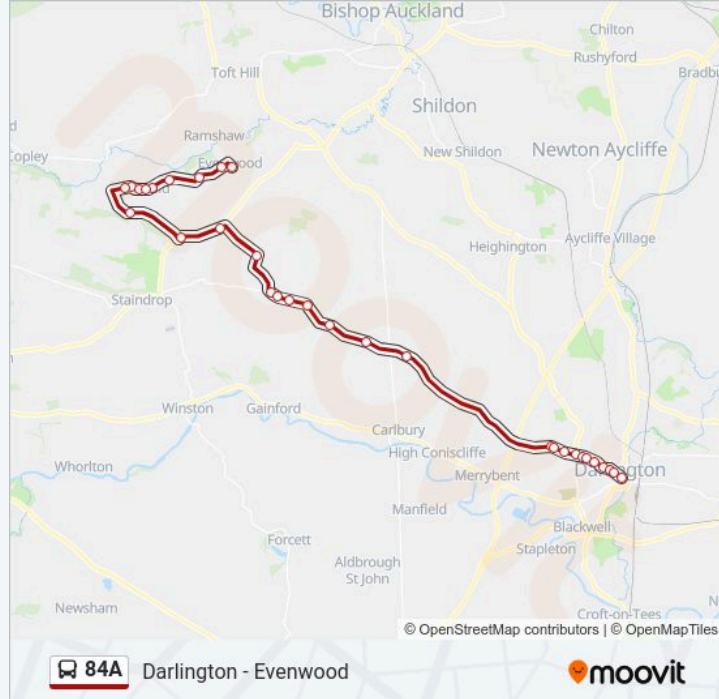 Bishop Auckland
Chilton
Rushyford
Toft Hill
Shildon
Ramshaw
Copley
New Shildon
Newton Aycliffe
Heighington
Aycliffe Village
Staindrop
Winston
Gainford
Carlbury
High Coniscliffe
Whorlton
Merrybent
Darlington
Manfield
Blackwell
Forcett
Stapleton
Aldbrough
St John
Newsham
Croft-on-Tees
© OpenStreetMap contributors | © OpenMapTiles
84A Darlington - Evenwood
moovit